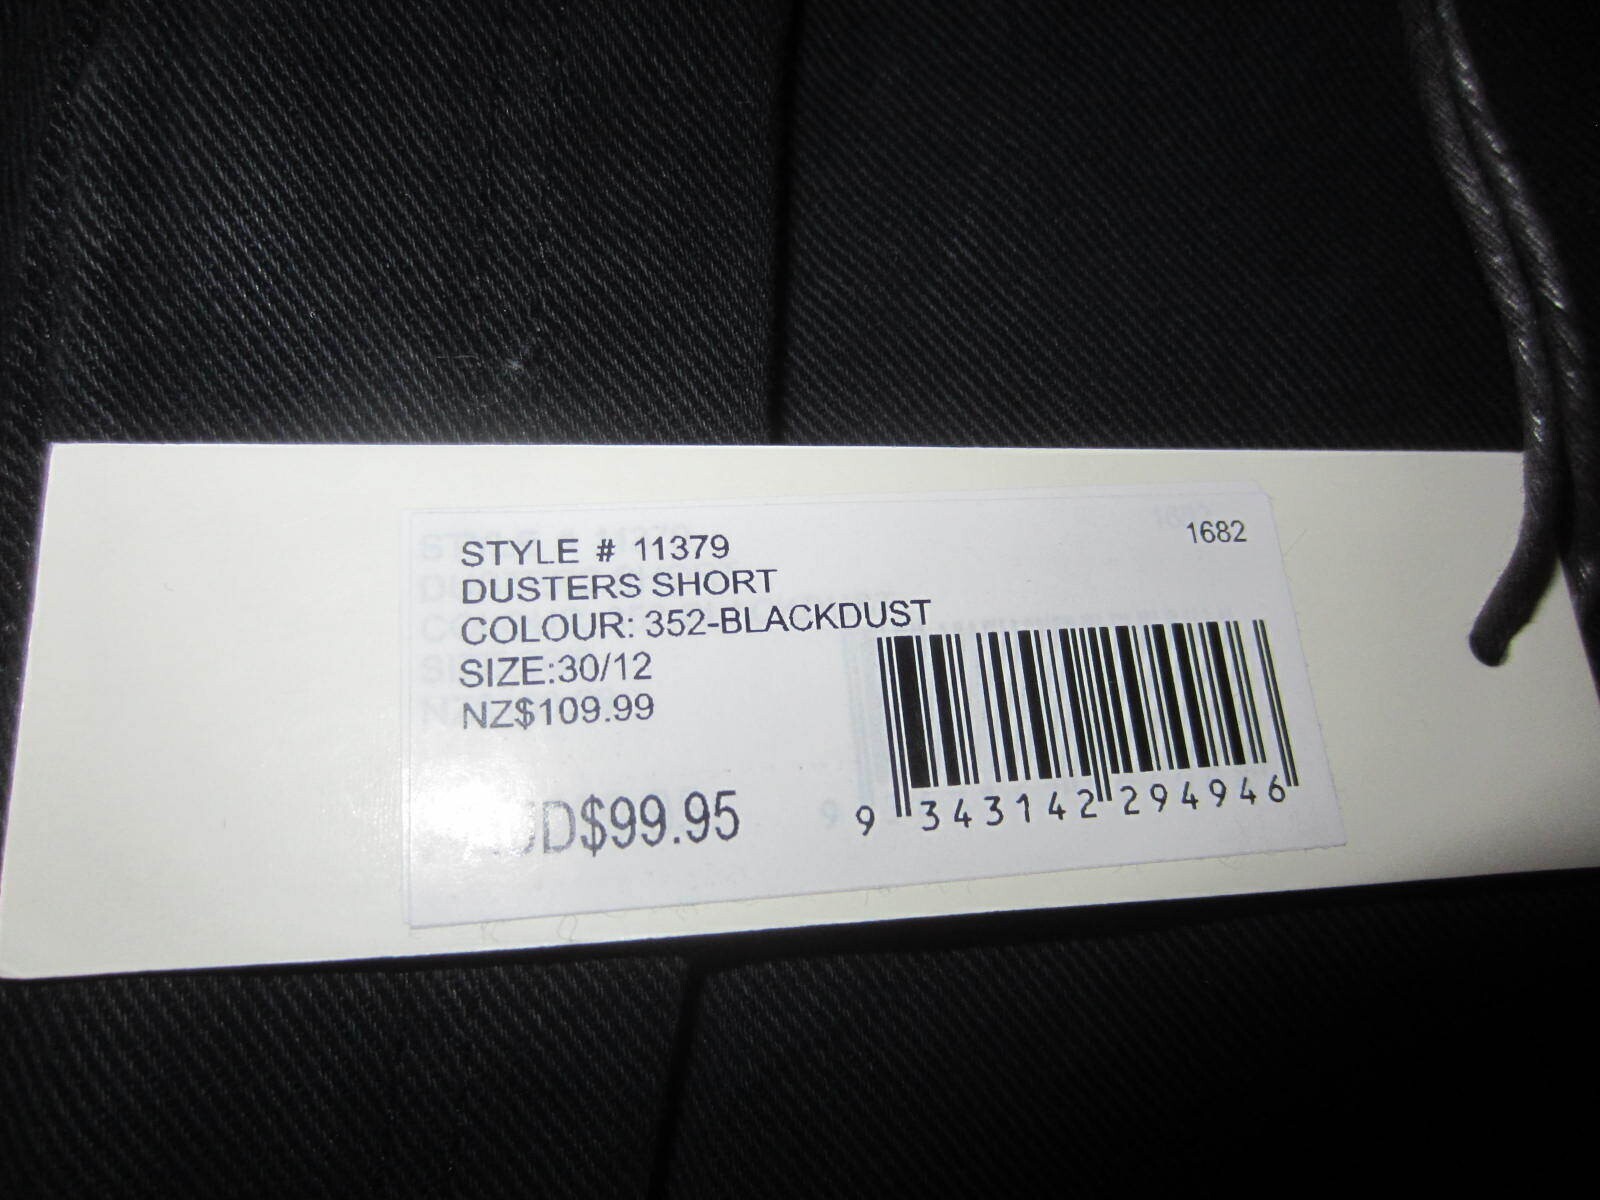 1682
STYLE # 11379
DUSTERS SHORT
COLOUR: 352-BLACKDUST
SIZE:30/12
NZ$109.99
$99.95
9 343142 294946